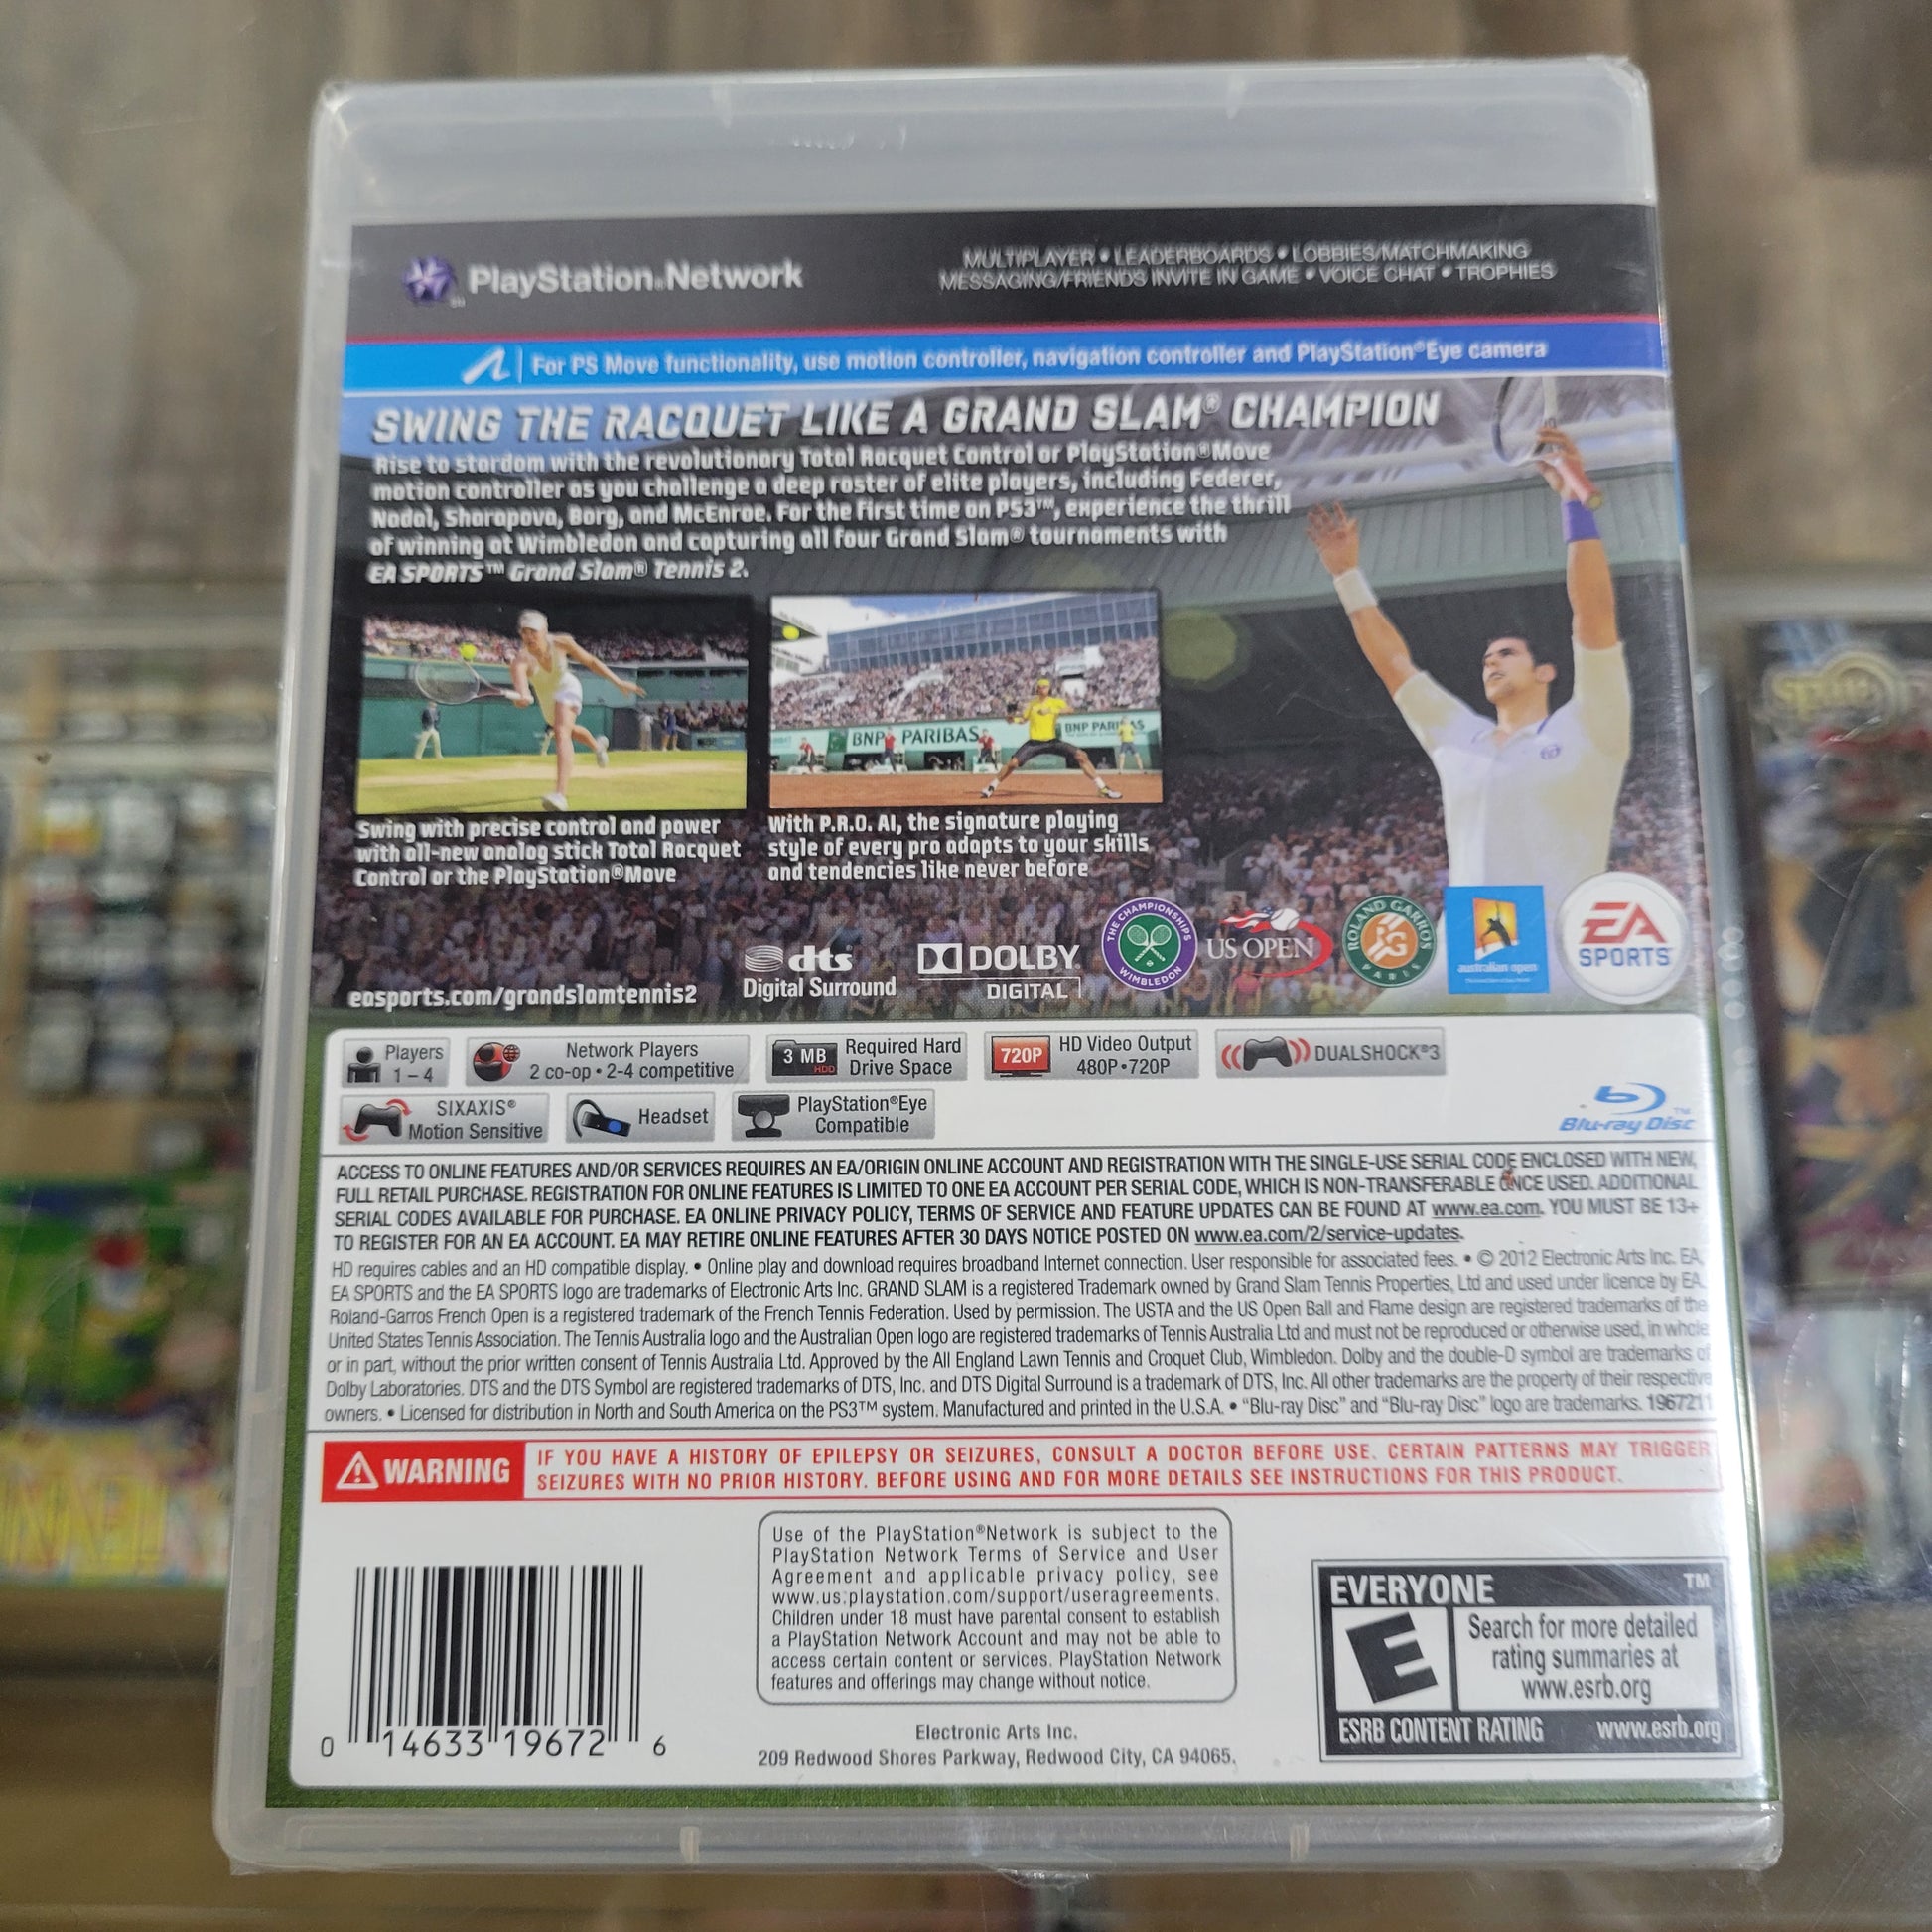 PlayStation®Network
MULTIPLAYER • LEADERBOARDS • LOBBIES/MATCHMAKING
MESSAGING/FRIENDS INVITE IN GAME • VOICE CHAT • TROPHIES
For PS Move functionality, use motion controller, navigation controller and PlayStation®Eye camera
SWING THE RACQUET LIKE A GRAND SLAM® CHAMPION
Rise to stardom with the revolutionary Total Racquet Control or PlayStation®Move
motion controller as you challenge a deep roster of elite players, including Federer,
Nadal, Sharapova, Borg, and McEnroe. For the first time on PS3™, experience the thrill
of winning at Wimbledon and capturing all four Grand Slam® tournaments with
EA SPORTS™ Grand Slam® Tennis 2.
BNP PARIBAS
BNP PARIBAS
Swing with precise control and power
with all-new analog stick Total Racquet
Control or the PlayStation®Move
With P.R.O. AI, the signature playing
style of every pro adapts to your skills
and tendencies like never before
easports.com/grandslamtennis2
dts
Digital Surround
DOLBY
DIGITAL
THE CHAMPIONSHIPS
WIMBLEDON
US OPEN
ROLAND GARROS
RG
PARIS
australian open
EA
SPORTS
Players
1 – 4
Network Players
2 co-op • 2-4 competitive
3 MB
HDD
Required Hard
Drive Space
720P
HD Video Output
480P•720P
DUALSHOCK®3
SIXAXIS®
Motion Sensitive
Headset
PlayStation®Eye
Compatible
Blu-ray Disc™
ACCESS TO ONLINE FEATURES AND/OR SERVICES REQUIRES AN EA/ORIGIN ONLINE ACCOUNT AND REGISTRATION WITH THE SINGLE-USE SERIAL CODE ENCLOSED WITH NEW,
FULL RETAIL PURCHASE. REGISTRATION FOR ONLINE FEATURES IS LIMITED TO ONE EA ACCOUNT PER SERIAL CODE, WHICH IS NON-TRANSFERABLE ONCE USED. ADDITIONAL
SERIAL CODES AVAILABLE FOR PURCHASE. EA ONLINE PRIVACY POLICY, TERMS OF SERVICE AND FEATURE UPDATES CAN BE FOUND AT www.ea.com. YOU MUST BE 13+
TO REGISTER FOR AN EA ACCOUNT. EA MAY RETIRE ONLINE FEATURES AFTER 30 DAYS NOTICE POSTED ON www.ea.com/2/service-updates.
HD requires cables and an HD compatible display. • Online play and download requires broadband Internet connection. User responsible for associated fees. • © 2012 Electronic Arts Inc. EA,
EA SPORTS and the EA SPORTS logo are trademarks of Electronic Arts Inc. GRAND SLAM is a registered Trademark owned by Grand Slam Tennis Properties, Ltd and used under licence by EA.
Roland-Garros French Open is a registered trademark of the French Tennis Federation. Used by permission. The USTA and the US Open Ball and Flame design are registered trademarks of the
United States Tennis Association. The Tennis Australia logo and the Australian Open logo are registered trademarks of Tennis Australia Ltd and must not be reproduced or otherwise used, in whole
or in part, without the prior written consent of Tennis Australia Ltd. Approved by the All England Lawn Tennis and Croquet Club, Wimbledon. Dolby and the double-D symbol are trademarks of
Dolby Laboratories. DTS and the DTS Symbol are registered trademarks of DTS, Inc. and DTS Digital Surround is a trademark of DTS, Inc. All other trademarks are the property of their respective
owners. • Licensed for distribution in North and South America on the PS3™ system. Manufactured and printed in the U.S.A. • “Blu-ray Disc” and “Blu-ray Disc” logo are trademarks. 1967211
WARNING
IF YOU HAVE A HISTORY OF EPILEPSY OR SEIZURES, CONSULT A DOCTOR BEFORE USE. CERTAIN PATTERNS MAY TRIGGER
SEIZURES WITH NO PRIOR HISTORY. BEFORE USING AND FOR MORE DETAILS SEE INSTRUCTIONS FOR THIS PRODUCT.
Use of the PlayStation®Network is subject to the
PlayStation Network Terms of Service and User
Agreement and applicable privacy policy, see
www.us.playstation.com/support/useragreements.
Children under 18 must have parental consent to establish
a PlayStation Network Account and may not be able to
access certain content or services. PlayStation Network
features and offerings may change without notice.
Electronic Arts Inc.
209 Redwood Shores Parkway, Redwood City, CA 94065.
0 14633 19672 6
EVERYONE ™
E
Search for more detailed
rating summaries at
www.esrb.org
ESRB CONTENT RATING www.esrb.org